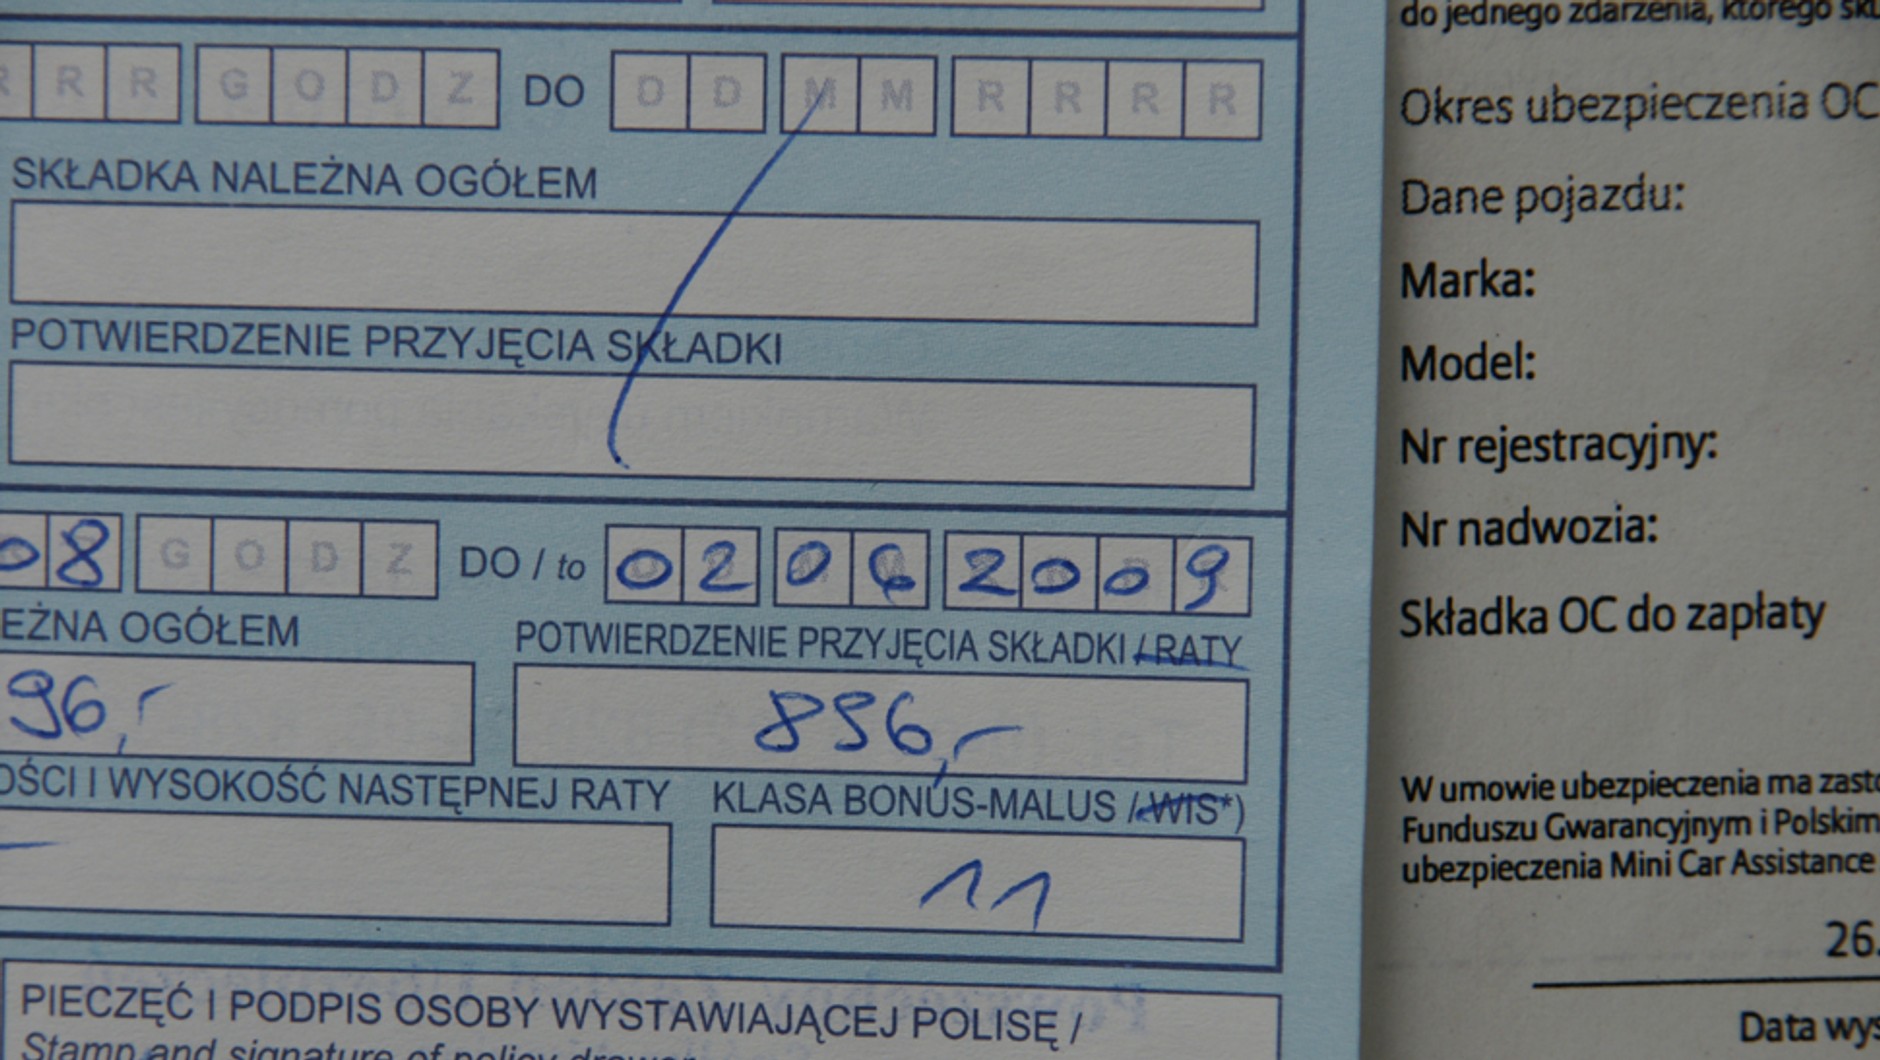 R R R G O D Z DO D D M M R R R R
SKŁADKA NALEŻNA OGÓŁEM
POTWIERDZENIE PRZYJĘCIA SKŁADKI
08 G O D Z DO / to 02 06 2009
EŻNA OGÓŁEM POTWIERDZENIE PRZYJĘCIA SKŁADKI / RATY
96,- 896,-
OŚCI I WYSOKOŚĆ NASTĘPNEJ RATY KLASA BONUS-MALUS / WIS*)
11
PIECZĘĆ I PODPIS OSOBY WYSTAWIAJĄCEJ POLISĘ /
Stamp and signature of policy drawer
do jednego zdarzenia, którego sku
Okres ubezpieczenia OC
Dane pojazdu:
Marka:
Model:
Nr rejestracyjny:
Nr nadwozia:
Składka OC do zapłaty
W umowie ubezpieczenia ma zasto
Funduszu Gwarancyjnym i Polskim
ubezpieczenia Mini Car Assistance
26.
Data wys